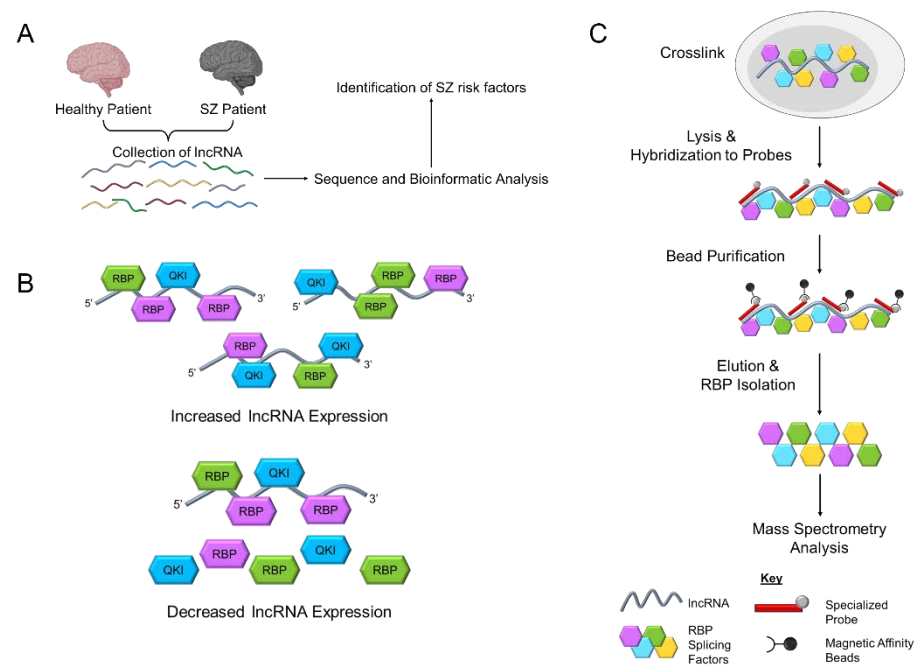 A
Healthy Patient
SZ Patient
Collection of lncRNA
Sequence and Bioinformatic Analysis
Identification of SZ risk factors
B
RBP
QKI
RBP
RBP
5'
3'
QKI
RBP
RBP
RBP
5'
3'
RBP
QKI
QKI
RBP
5'
3'
Increased lncRNA Expression
RBP
QKI
RBP
RBP
5'
3'
QKI
RBP
RBP
QKI
RBP
Decreased lncRNA Expression
C
Crosslink
Lysis &
Hybridization to Probes
Bead Purification
Elution &
RBP Isolation
Mass Spectrometry
Analysis
Key
lncRNA
Specialized
Probe
RBP
Splicing
Factors
Magnetic Affinity
Beads